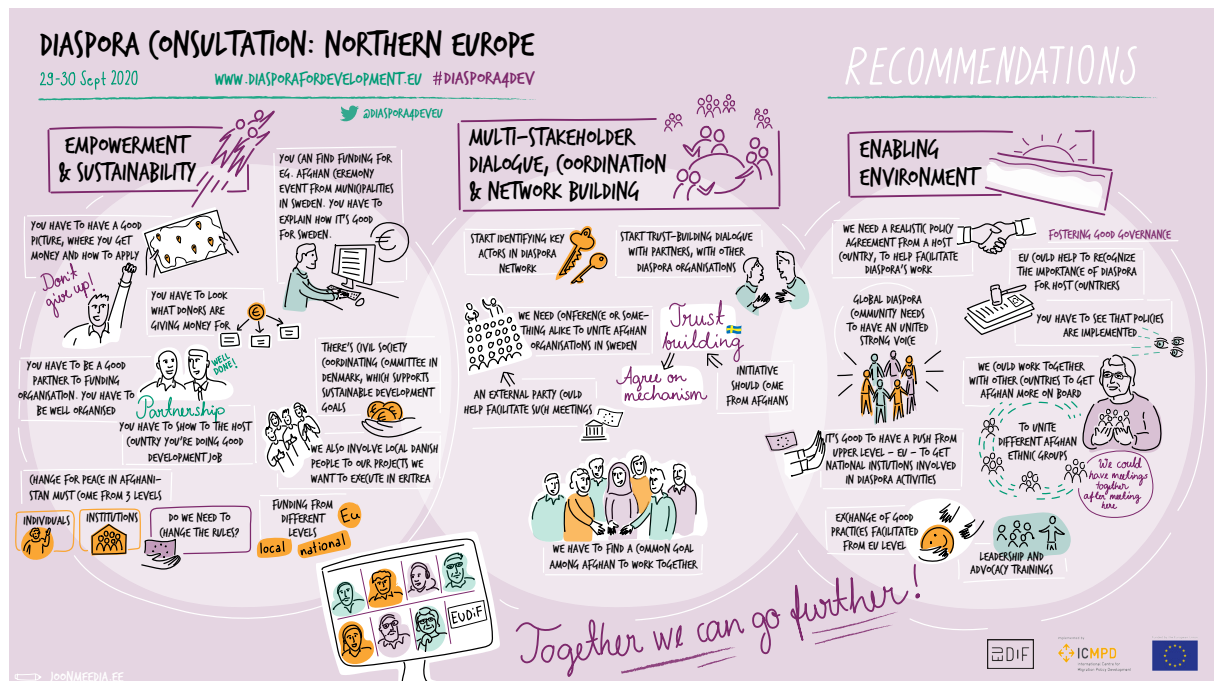 DIASPORA CONSULTATION: NORTHERN EUROPE
29-30 Sept 2020
WWW.DIASPORAFORDEVELOPMENT.EU #DIASPORA4DEV
@DIASPORA4DEVEU
RECOMMENDATIONS
EMPOWERMENT
& SUSTAINABILITY
YOU HAVE TO HAVE A GOOD
PICTURE, WHERE YOU GET
MONEY AND HOW TO APPLY
Don't
give up!
YOU CAN FIND FUNDING FOR
EG. AFGHAN CEREMONY
EVENT FROM MUNICIPALITIES
IN SWEDEN. YOU HAVE TO
EXPLAIN HOW IT'S GOOD
FOR SWEDEN.
€
YOU HAVE TO LOOK
WHAT DONORS ARE
GIVING MONEY FOR
€
YOU HAVE TO BE A GOOD
PARTNER TO FUNDING
ORGANISATION. YOU HAVE TO
BE WELL ORGANISED
WELL
DONE!
Partnership
YOU HAVE TO SHOW TO THE HOST
COUNTRY YOU'RE DOING GOOD
DEVELOPMENT JOB
THERE'S CIVIL SOCIETY
COORDINATING COMMITTEE IN
DENMARK, WHICH SUPPORTS
SUSTAINABLE DEVELOPMENT
GOALS
WE ALSO INVOLVE LOCAL DANISH
PEOPLE TO OUR PROJECTS WE
WANT TO EXECUTE IN ERITREA
CHANGE FOR PEACE IN AFGHANI-
STAN MUST COME FROM 3 LEVELS
INDIVIDUALS
INSTITUTIONS
DO WE NEED TO
CHANGE THE RULES?
FUNDING FROM
DIFFERENT
LEVELS
Eu
local
national
MULTI-STAKEHOLDER
DIALOGUE, COORDINATION
& NETWORK BUILDING
START IDENTIFYING KEY
ACTORS IN DIASPORA
NETWORK
START TRUST-BUILDING DIALOGUE
WITH PARTNERS, WITH OTHER
DIASPORA ORGANISATIONS
WE NEED CONFERENCE OR SOME-
THING ALIKE TO UNITE AFGHAN
ORGANISATIONS IN SWEDEN
Trust
building
Agree on
mechanism
INITIATIVE
SHOULD COME
FROM AFGHANS
AN EXTERNAL PARTY COULD
HELP FACILITATE SUCH MEETINGS
WE HAVE TO FIND A COMMON GOAL
AMONG AFGHAN TO WORK TOGETHER
ENABLING
ENVIRONMENT
WE NEED A REALISTIC POLICY
AGREEMENT FROM A HOST
COUNTRY, TO HELP FACILITATE
DIASPORA'S WORK
FOSTERING GOOD GOVERNANCE
EU COULD HELP TO RECOGNIZE
THE IMPORTANCE OF DIASPORA
FOR HOST COUNTRIERS
YOU HAVE TO SEE THAT POLICIES
ARE IMPLEMENTED
GLOBAL DIASPORA
COMMUNITY NEEDS
TO HAVE AN UNITED
STRONG VOICE
WE COULD WORK TOGETHER
WITH OTHER COUNTRIES TO GET
AFGHAN MORE ON BOARD
TO UNITE
DIFFERENT AFGHAN
ETHNIC GROUPS
We could
have meetings
together
after meeting
here
IT'S GOOD TO HAVE A PUSH FROM
UPPER LEVEL - EU - TO GET
NATIONAL INSTUTIONS INVOLVED
IN DIASPORA ACTIVITIES
EXCHANGE OF GOOD
PRACTICES FACILITATED
FROM EU LEVEL
LEADERSHIP AND
ADVOCACY TRAININGS
EUDiF
Together we can go further!
EUDiF
ICMPD
International Centre for
Migration Policy Development
JOONMEEDIA.EE